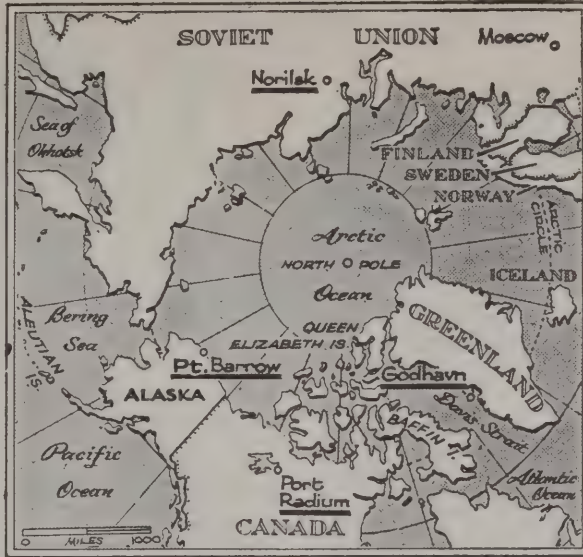 SOVIET UNION
Moscow
Norilsk
Sea of
Okhotsk
FINLAND
SWEDEN
NORWAY
ARCTIC
CIRCLE
Arctic
NORTH POLE
Ocean
ICELAND
Bering
Sea
ALEUTIAN
IS.
QUEEN
ELIZABETH IS.
GREENLAND
Pt. Barrow
Godhavn
ALASKA
Davis Strait
BAFFIN I.
Pacific
Ocean
Port
Radium
Atlantic
Ocean
CANADA
0 MILES 1000